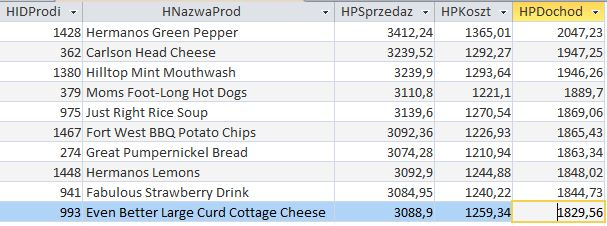 HIDProdi HNazwaProd HPSprzedaz HPKoszt HPDochod
1428 Hermanos Green Pepper 3412,24 1365,01 2047,23
362 Carlson Head Cheese 3239,52 1292,27 1947,25
1380 Hilltop Mint Mouthwash 3239,9 1293,64 1946,26
379 Moms Foot-Long Hot Dogs 3110,8 1221,1 1889,7
975 Just Right Rice Soup 3139,6 1270,54 1869,06
1467 Fort West BBQ Potato Chips 3092,36 1226,93 1865,43
274 Great Pumpernickel Bread 3074,28 1210,94 1863,34
1448 Hermanos Lemons 3092,9 1244,88 1848,02
941 Fabulous Strawberry Drink 3084,95 1240,22 1844,73
993 Even Better Large Curd Cottage Cheese 3088,9 1259,34 1829,56